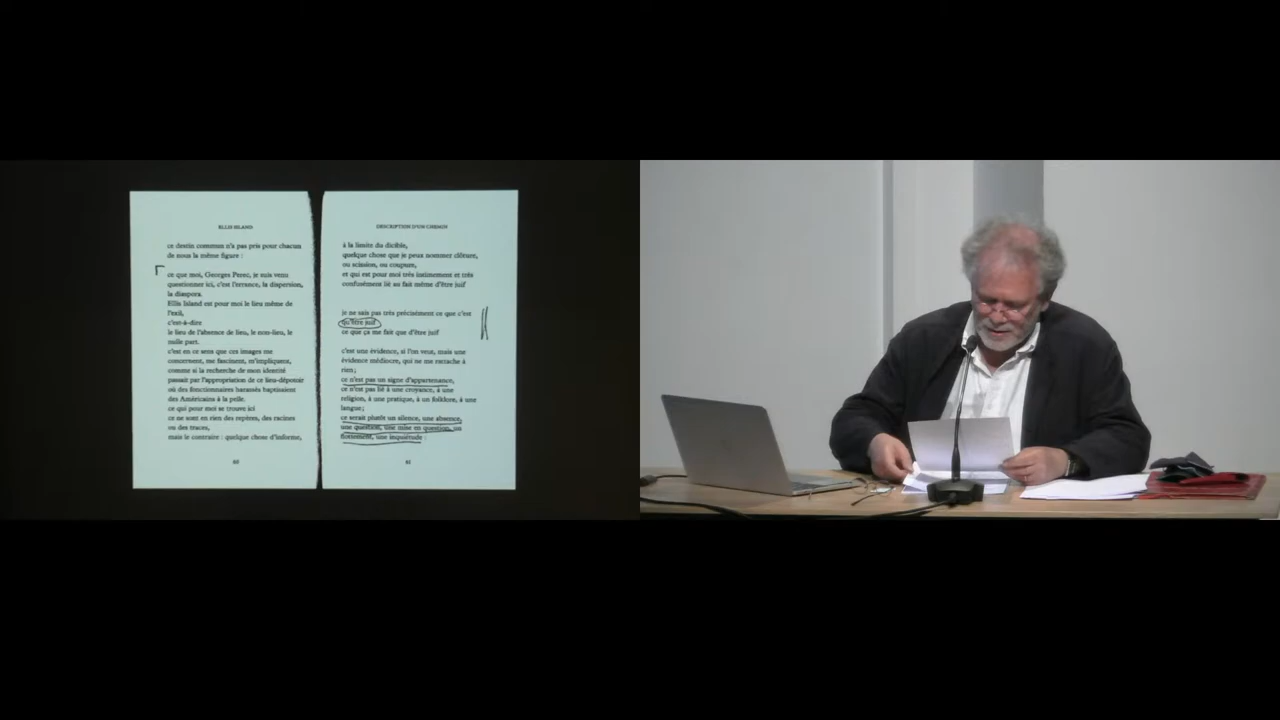 ELLIS ISLAND
ce destin commun n'a pas pris pour chacun
de nous la même figure :
ce que moi, Georges Perec, je suis venu
questionner ici, c'est l'errance, la dispersion,
la diaspora.
Ellis Island est pour moi le lieu même de
l'exil,
c'est-à-dire
le lieu de l'absence de lieu, le non-lieu, le
nulle part.
c'est en ce sens que ces images me
concernent, me fascinent, m'impliquent,
comme si la recherche de mon identité
passait par l'appropriation de ce lieu-dépotoir
où des fonctionnaires harassés baptisaient
des Américains à la pelle.
ce qui pour moi se trouve ici
ce ne sont en rien des repères, des racines
ou des traces,
mais le contraire : quelque chose d'informe,
60
DESCRIPTION D'UN CHEMIN
à la limite du dicible,
quelque chose que je peux nommer clôture,
ou scission, ou coupure,
et qui est pour moi très intimement et très
confusément lié au fait même d'être juif
je ne sais pas très précisément ce que c'est
qu'être juif
ce que ça me fait que d'être juif
c'est une évidence, si l'on veut, mais une
évidence médiocre, qui ne me rattache à
rien ;
ce n'est pas un signe d'appartenance,
ce n'est pas lié à une croyance, à une
religion, à une pratique, à un folklore, à une
langue ;
ce serait plutôt un silence, une absence,
une question, une mise en question, un
flottement, une inquiétude :
61